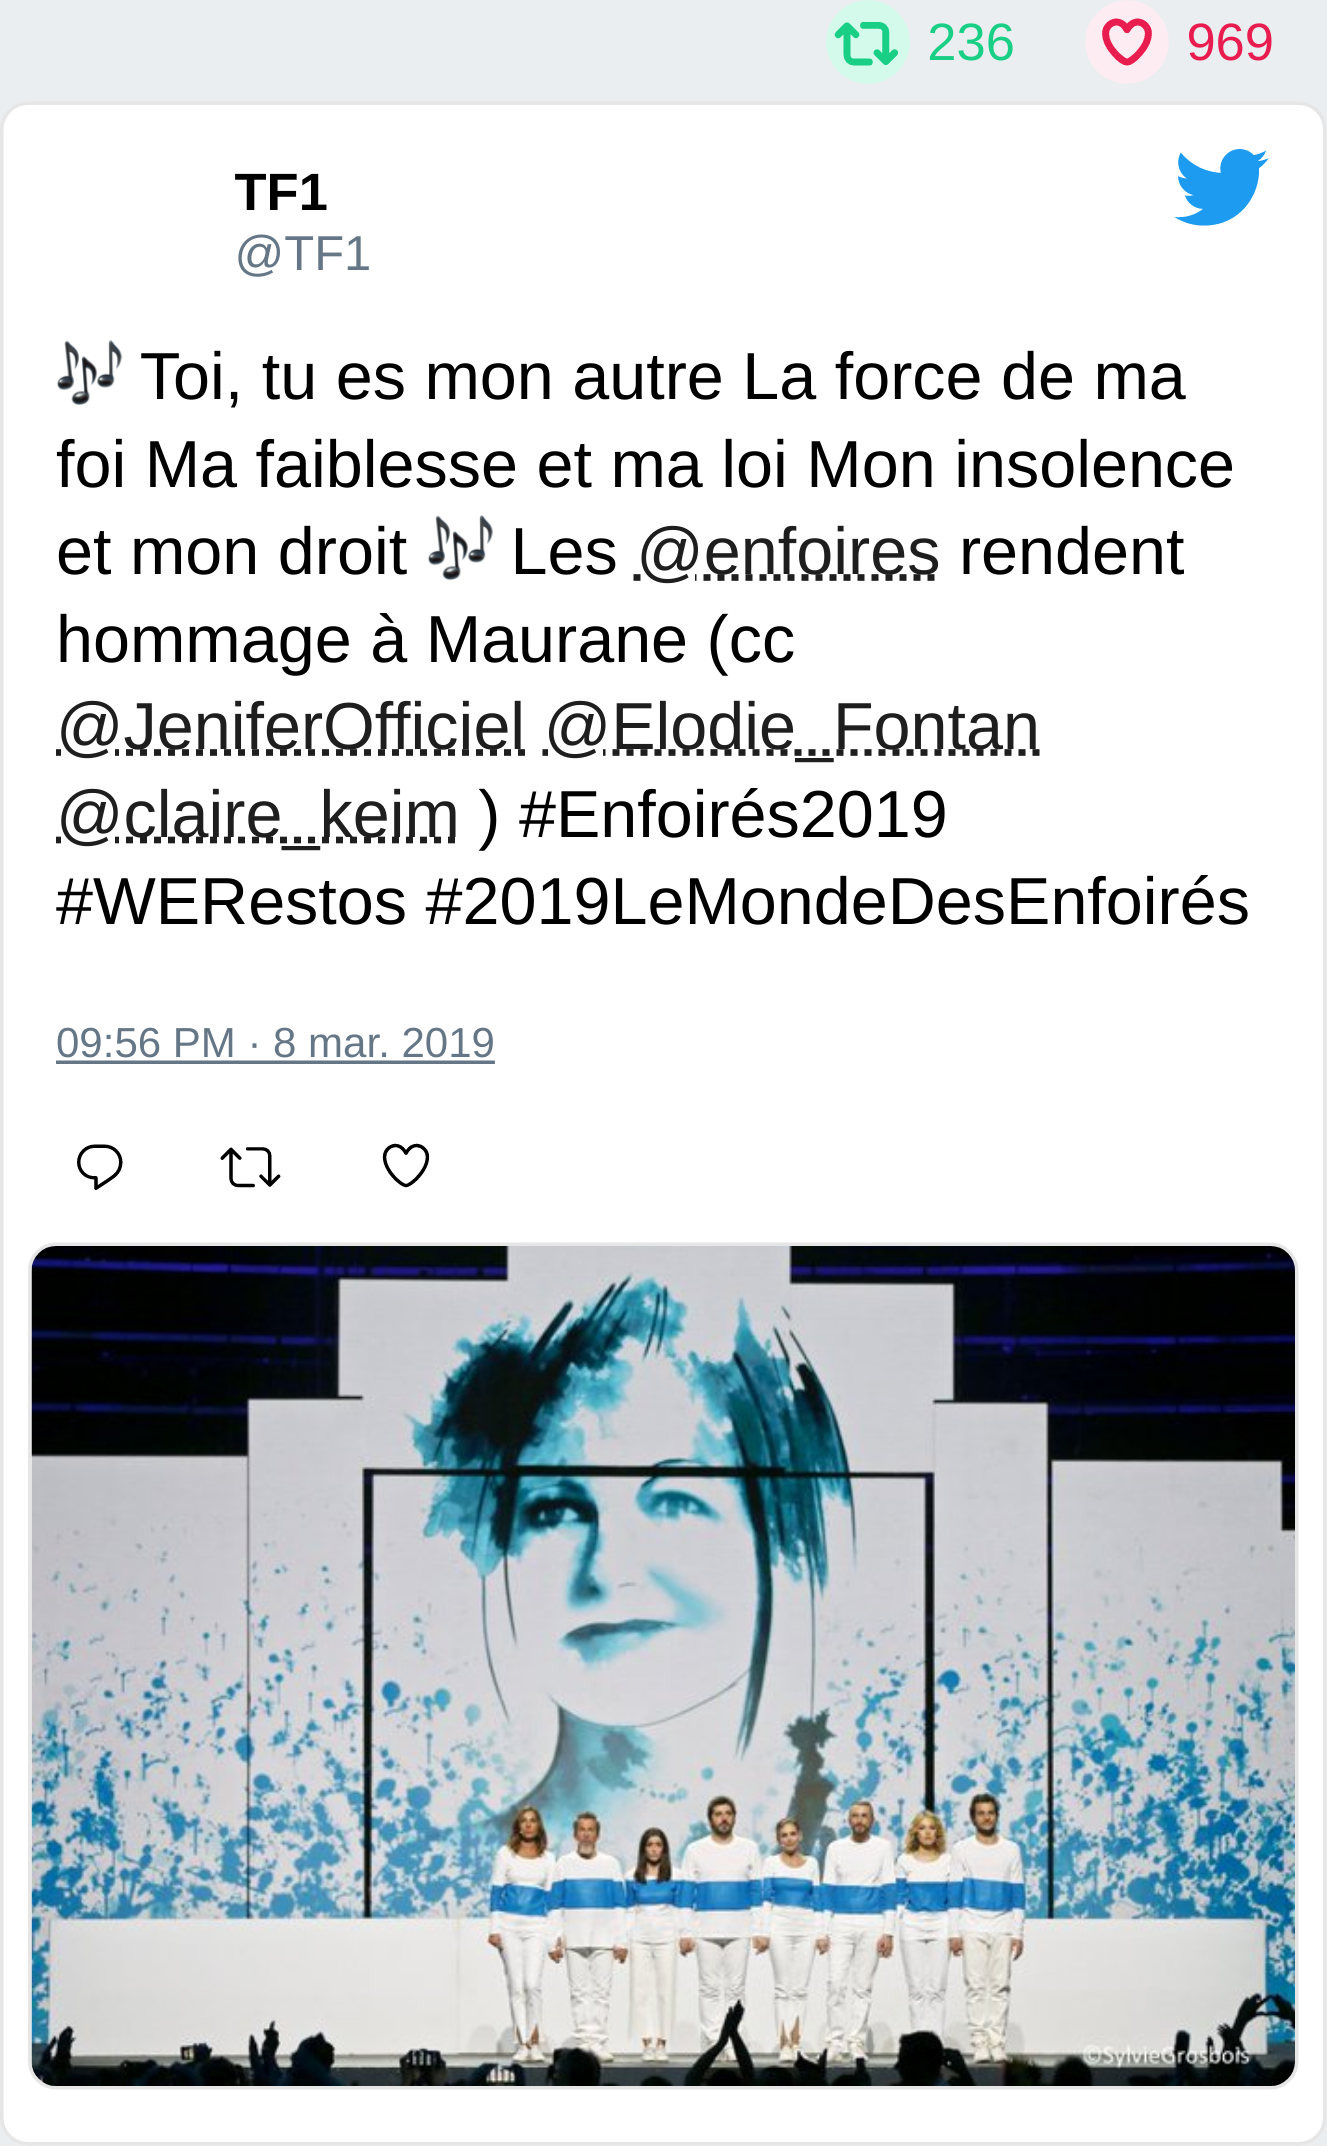 236 969
TF1
@TF1
🎶 Toi, tu es mon autre La force de ma
foi Ma faiblesse et ma loi Mon insolence
et mon droit 🎶 Les @enfoires rendent
hommage à Maurane (cc
@JeniferOfficiel @Elodie_Fontan
@claire_keim ) #Enfoirés2019
#WERestos #2019LeMondeDesEnfoirés
09:56 PM · 8 mar. 2019
©SylvieGrosbois